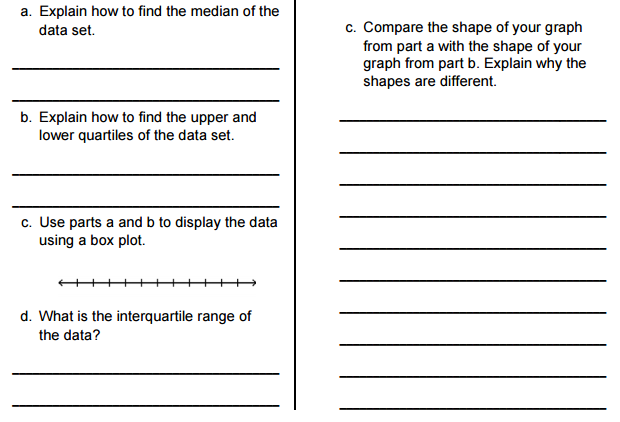 a. Explain how to find the median of the
data set.
b. Explain how to find the upper and
lower quartiles of the data set.
c. Use parts a and b to display the data
using a box plot.
d. What is the interquartile range of
the data?
c. Compare the shape of your graph
from part a with the shape of your
graph from part b. Explain why the
shapes are different.